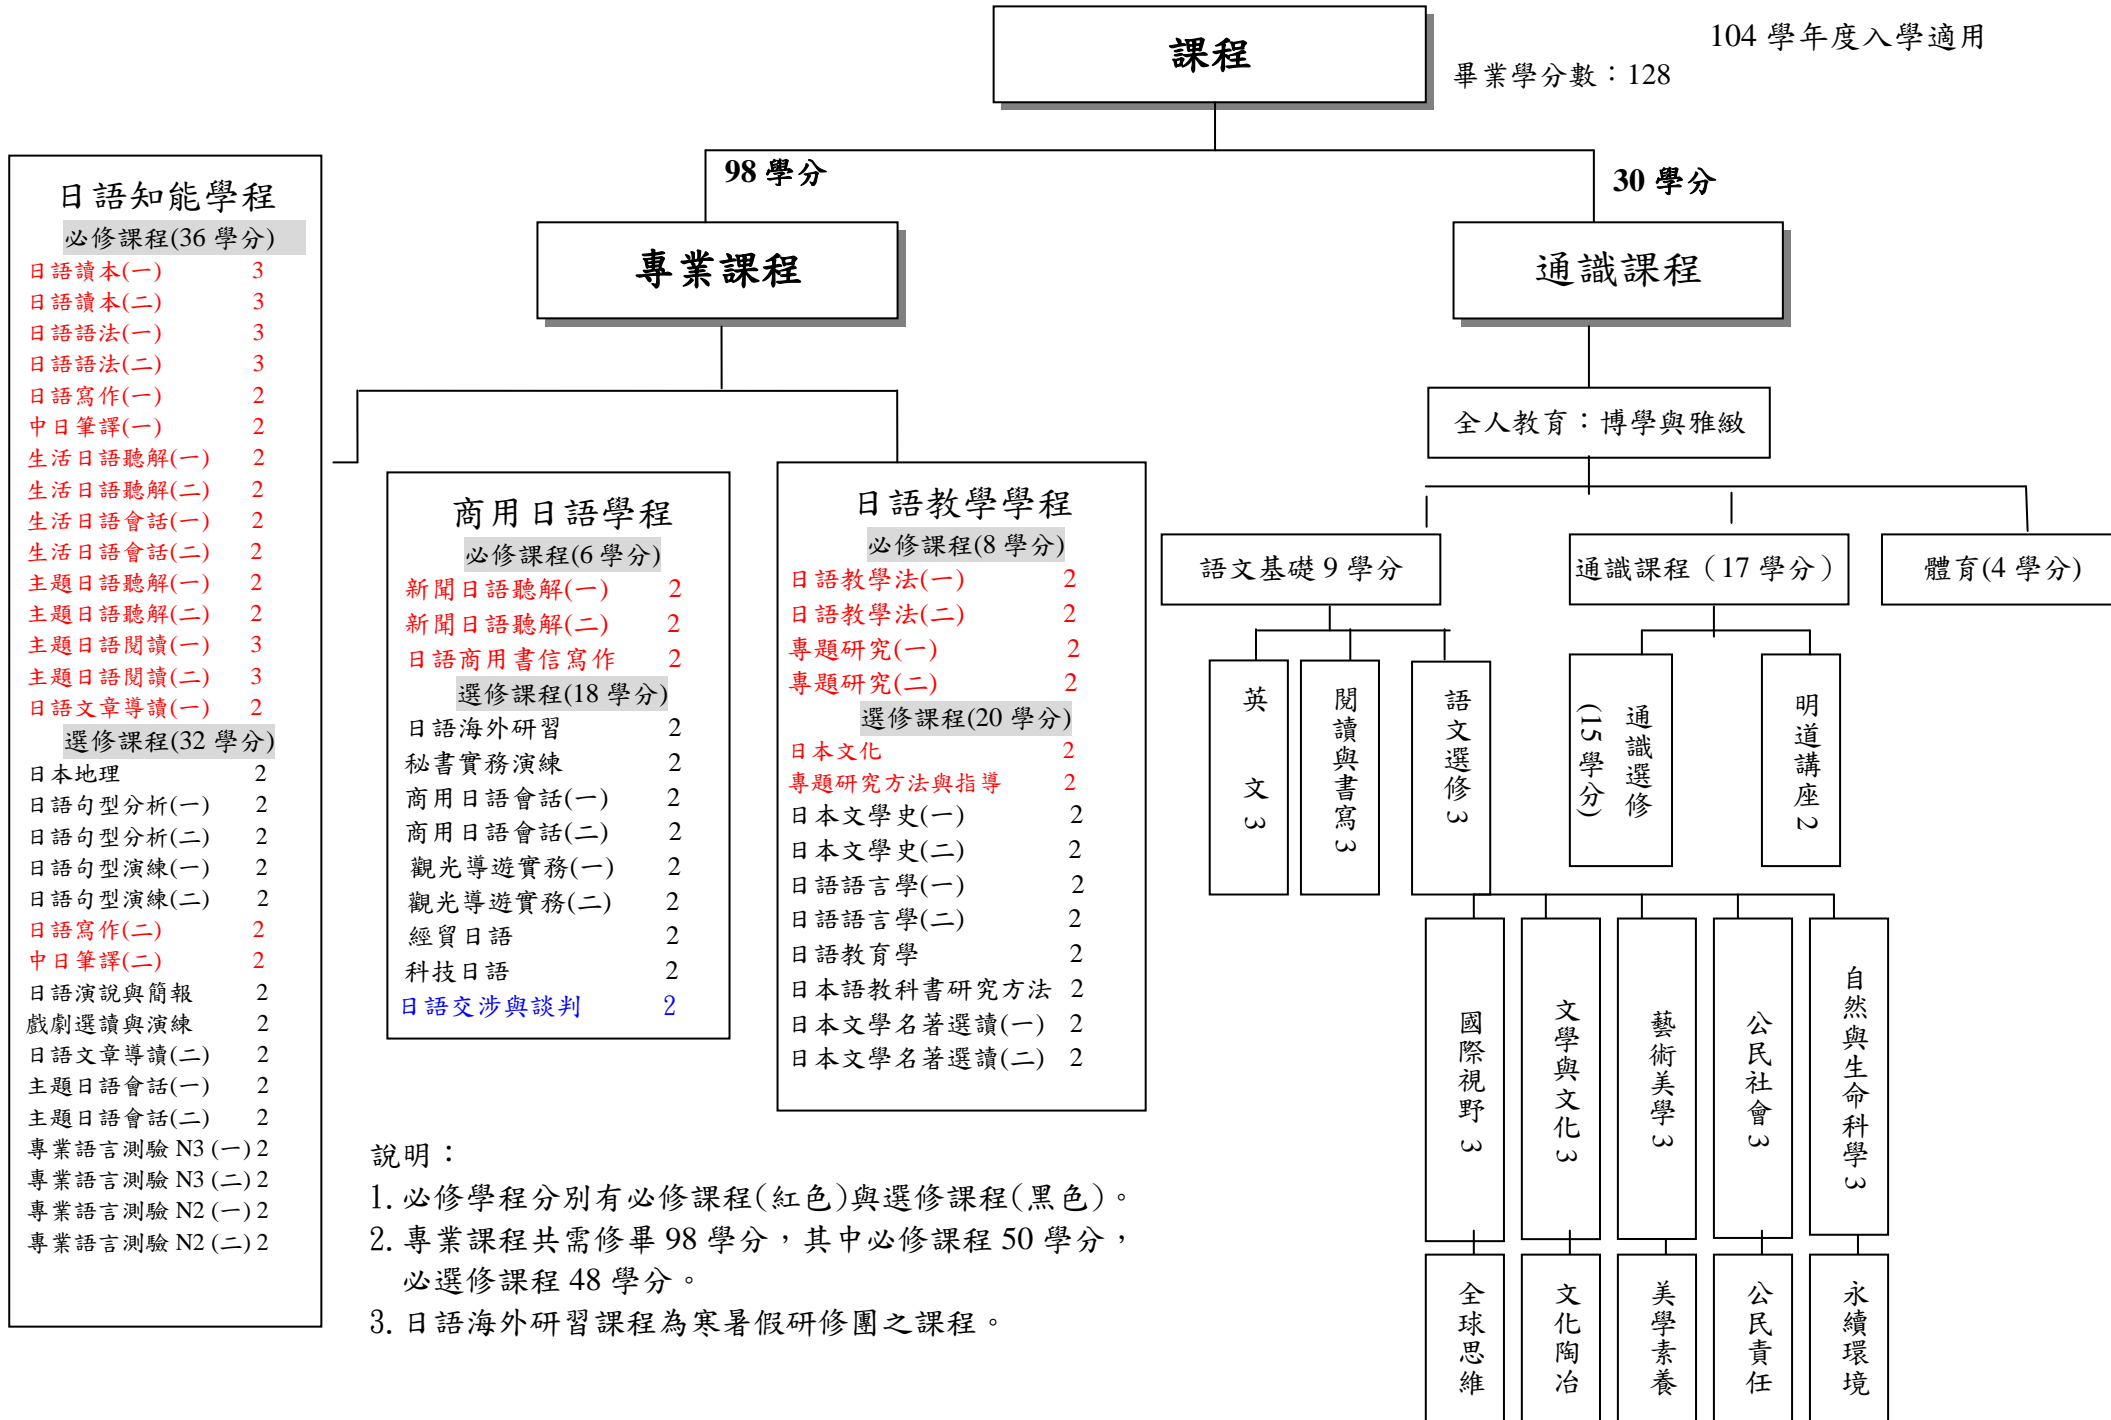 課程
104 學年度入學適用
畢業學分數：128
98 學分
30 學分
專業課程
通識課程
日語知能學程
必修課程(36 學分)
日語讀本(一) 3
日語讀本(二) 3
日語語法(一) 3
日語語法(二) 3
日語寫作(一) 2
中日筆譯(一) 2
生活日語聽解(一) 2
生活日語聽解(二) 2
生活日語會話(一) 2
生活日語會話(二) 2
主題日語聽解(一) 2
主題日語聽解(二) 2
主題日語閱讀(一) 3
主題日語閱讀(二) 3
日語文章導讀(一) 2
選修課程(32 學分)
日本地理 2
日語句型分析(一) 2
日語句型分析(二) 2
日語句型演練(一) 2
日語句型演練(二) 2
日語寫作(二) 2
中日筆譯(二) 2
日語演說與簡報 2
戲劇選讀與演練 2
日語文章導讀(二) 2
主題日語會話(一) 2
主題日語會話(二) 2
專業語言測驗 N3 (一) 2
專業語言測驗 N3 (二) 2
專業語言測驗 N2 (一) 2
專業語言測驗 N2 (二) 2
商用日語學程
必修課程(6 學分)
新聞日語聽解(一) 2
新聞日語聽解(二) 2
日語商用書信寫作 2
選修課程(18 學分)
日語海外研習 2
秘書實務演練 2
商用日語會話(一) 2
商用日語會話(二) 2
觀光導遊實務(一) 2
觀光導遊實務(二) 2
經貿日語 2
科技日語 2
日語交涉與談判 2
日語教學學程
必修課程(8 學分)
日語教學法(一) 2
日語教學法(二) 2
專題研究(一) 2
專題研究(二) 2
選修課程(20 學分)
日本文化 2
專題研究方法與指導 2
日本文學史(一) 2
日本文學史(二) 2
日語語言學(一) 2
日語語言學(二) 2
日語教育學 2
日本語教科書研究方法 2
日本文學名著選讀(一) 2
日本文學名著選讀(二) 2
說明：
1. 必修學程分別有必修課程(紅色)與選修課程(黑色)。
2. 專業課程共需修畢 98 學分，其中必修課程 50 學分，
必選修課程 48 學分。
3. 日語海外研習課程為寒暑假研修團之課程。
全人教育：博學與雅緻
語文基礎 9 學分
通識課程（17 學分）
體育(4 學分)
英 文 3
閱讀與書寫 3
語文選修 3
通識選修
(15 學分)
明道講座 2
國際視野 3
文學與文化 3
藝術美學 3
公民社會 3
自然與生命科學 3
全球思維
文化陶冶
美學素養
公民責任
永續環境